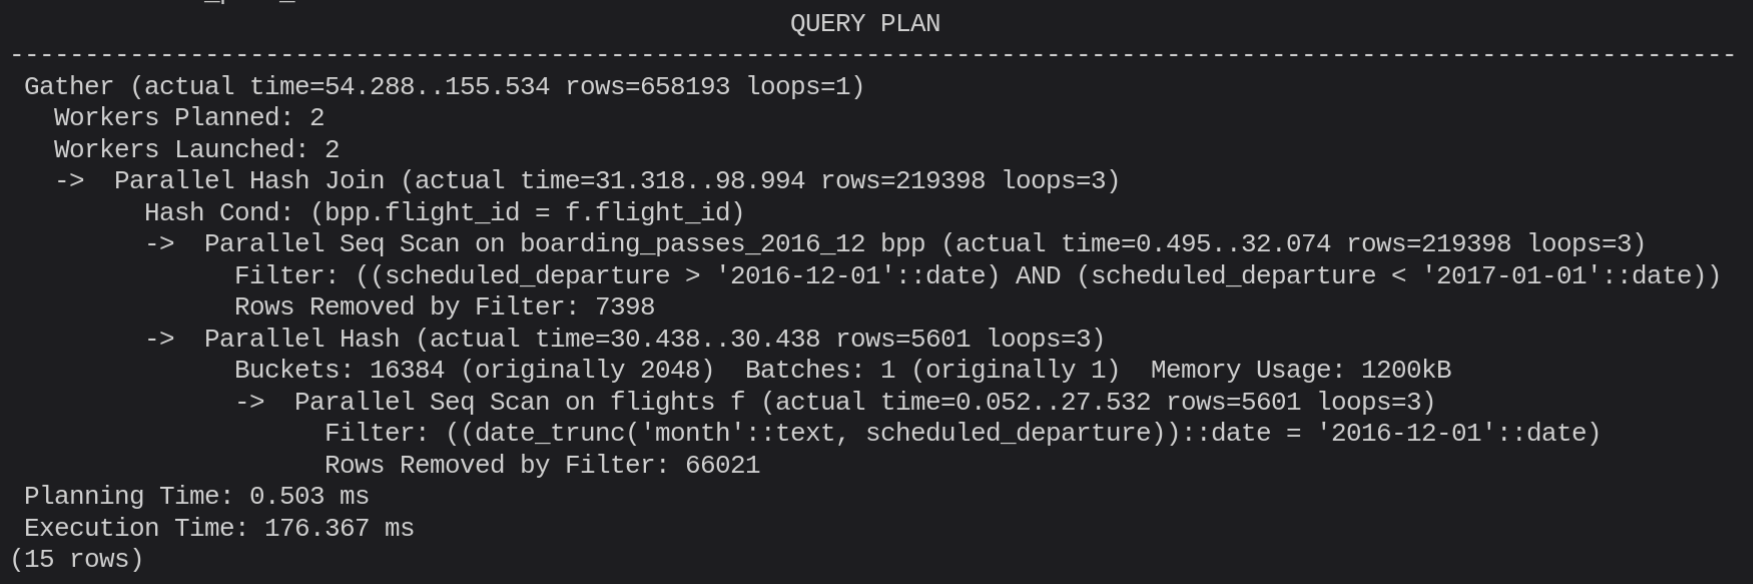 QUERY PLAN
--------------------------------------------------------------------------------------------------------------------
Gather (actual time=54.288..155.534 rows=658193 loops=1)
Workers Planned: 2
Workers Launched: 2
-> Parallel Hash Join (actual time=31.318..98.994 rows=219398 loops=3)
Hash Cond: (bpp.flight_id = f.flight_id)
-> Parallel Seq Scan on boarding_passes_2016_12 bpp (actual time=0.495..32.074 rows=219398 loops=3)
Filter: ((scheduled_departure > '2016-12-01'::date) AND (scheduled_departure < '2017-01-01'::date))
Rows Removed by Filter: 7398
-> Parallel Hash (actual time=30.438..30.438 rows=5601 loops=3)
Buckets: 16384 (originally 2048)  Batches: 1 (originally 1)  Memory Usage: 1200kB
-> Parallel Seq Scan on flights f (actual time=0.052..27.532 rows=5601 loops=3)
Filter: ((date_trunc('month'::text, scheduled_departure))::date = '2016-12-01'::date)
Rows Removed by Filter: 66021
Planning Time: 0.503 ms
Execution Time: 176.367 ms
(15 rows)